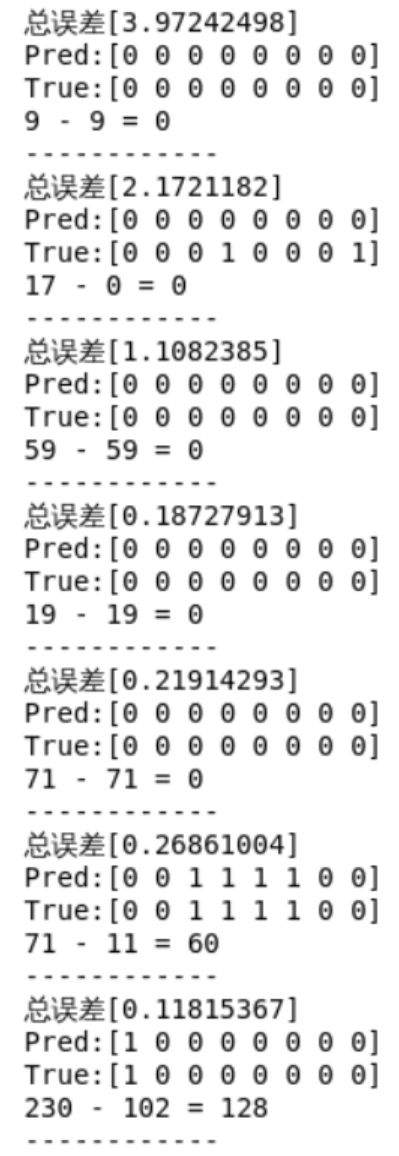 总误差[3.97242498]
Pred:[0 0 0 0 0 0 0 0]
True:[0 0 0 0 0 0 0 0]
9 - 9 = 0
------------
总误差[2.1721182]
Pred:[0 0 0 0 0 0 0 0]
True:[0 0 0 1 0 0 0 1]
17 - 0 = 0
------------
总误差[1.1082385]
Pred:[0 0 0 0 0 0 0 0]
True:[0 0 0 0 0 0 0 0]
59 - 59 = 0
------------
总误差[0.18727913]
Pred:[0 0 0 0 0 0 0 0]
True:[0 0 0 0 0 0 0 0]
19 - 19 = 0
------------
总误差[0.21914293]
Pred:[0 0 0 0 0 0 0 0]
True:[0 0 0 0 0 0 0 0]
71 - 71 = 0
------------
总误差[0.26861004]
Pred:[0 0 1 1 1 1 0 0]
True:[0 0 1 1 1 1 0 0]
71 - 11 = 60
------------
总误差[0.11815367]
Pred:[1 0 0 0 0 0 0 0]
True:[1 0 0 0 0 0 0 0]
230 - 102 = 128
------------